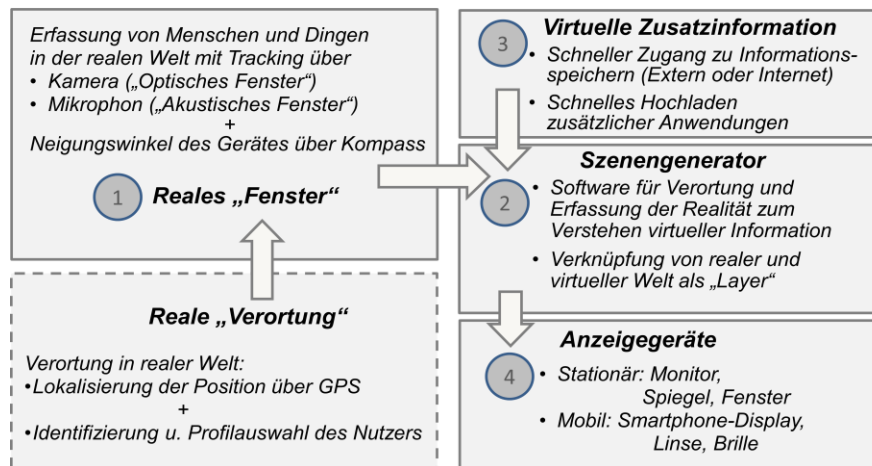 Erfassung von Menschen und Dingen
in der realen Welt mit Tracking über
• Kamera („Optisches Fenster“)
• Mikrophon („Akustisches Fenster“)
+
Neigungswinkel des Gerätes über Kompass
1 Reales „Fenster“
Reale „Verortung“
Verortung in realer Welt:
•Lokalisierung der Position über GPS
+
•Identifizierung u. Profilauswahl des Nutzers
Virtuelle Zusatzinformation
3
• Schneller Zugang zu Informations-
speichern (Extern oder Internet)
• Schnelles Hochladen
zusätzlicher Anwendungen
Szenengenerator
2
• Software für Verortung und
Erfassung der Realität zum
Verstehen virtueller Information
• Verknüpfung von realer und
virtueller Welt als „Layer“
Anzeigegeräte
4
• Stationär: Monitor,
Spiegel, Fenster
• Mobil: Smartphone-Display,
Linse, Brille